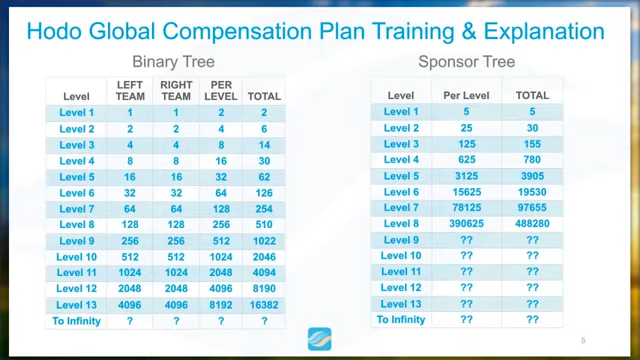 Hodo Global Compensation Plan Training & Explanation
Binary Tree
Level LEFT TEAM RIGHT TEAM PER LEVEL TOTAL
Level 1 1 1 2 2
Level 2 2 2 4 6
Level 3 4 4 8 14
Level 4 8 8 16 30
Level 5 16 16 32 62
Level 6 32 32 64 126
Level 7 64 64 128 254
Level 8 128 128 256 510
Level 9 256 256 512 1022
Level 10 512 512 1024 2046
Level 11 1024 1024 2048 4094
Level 12 2048 2048 4096 8190
Level 13 4096 4096 8192 16382
To Infinity ? ? ? ?
Sponsor Tree
Level Per Level TOTAL
Level 1 5 5
Level 2 25 30
Level 3 125 155
Level 4 625 780
Level 5 3125 3905
Level 6 15625 19530
Level 7 78125 97655
Level 8 390625 488280
Level 9 ?? ??
Level 10 ?? ??
Level 11 ?? ??
Level 12 ?? ??
Level 13 ?? ??
To Infinity ?? ??
5